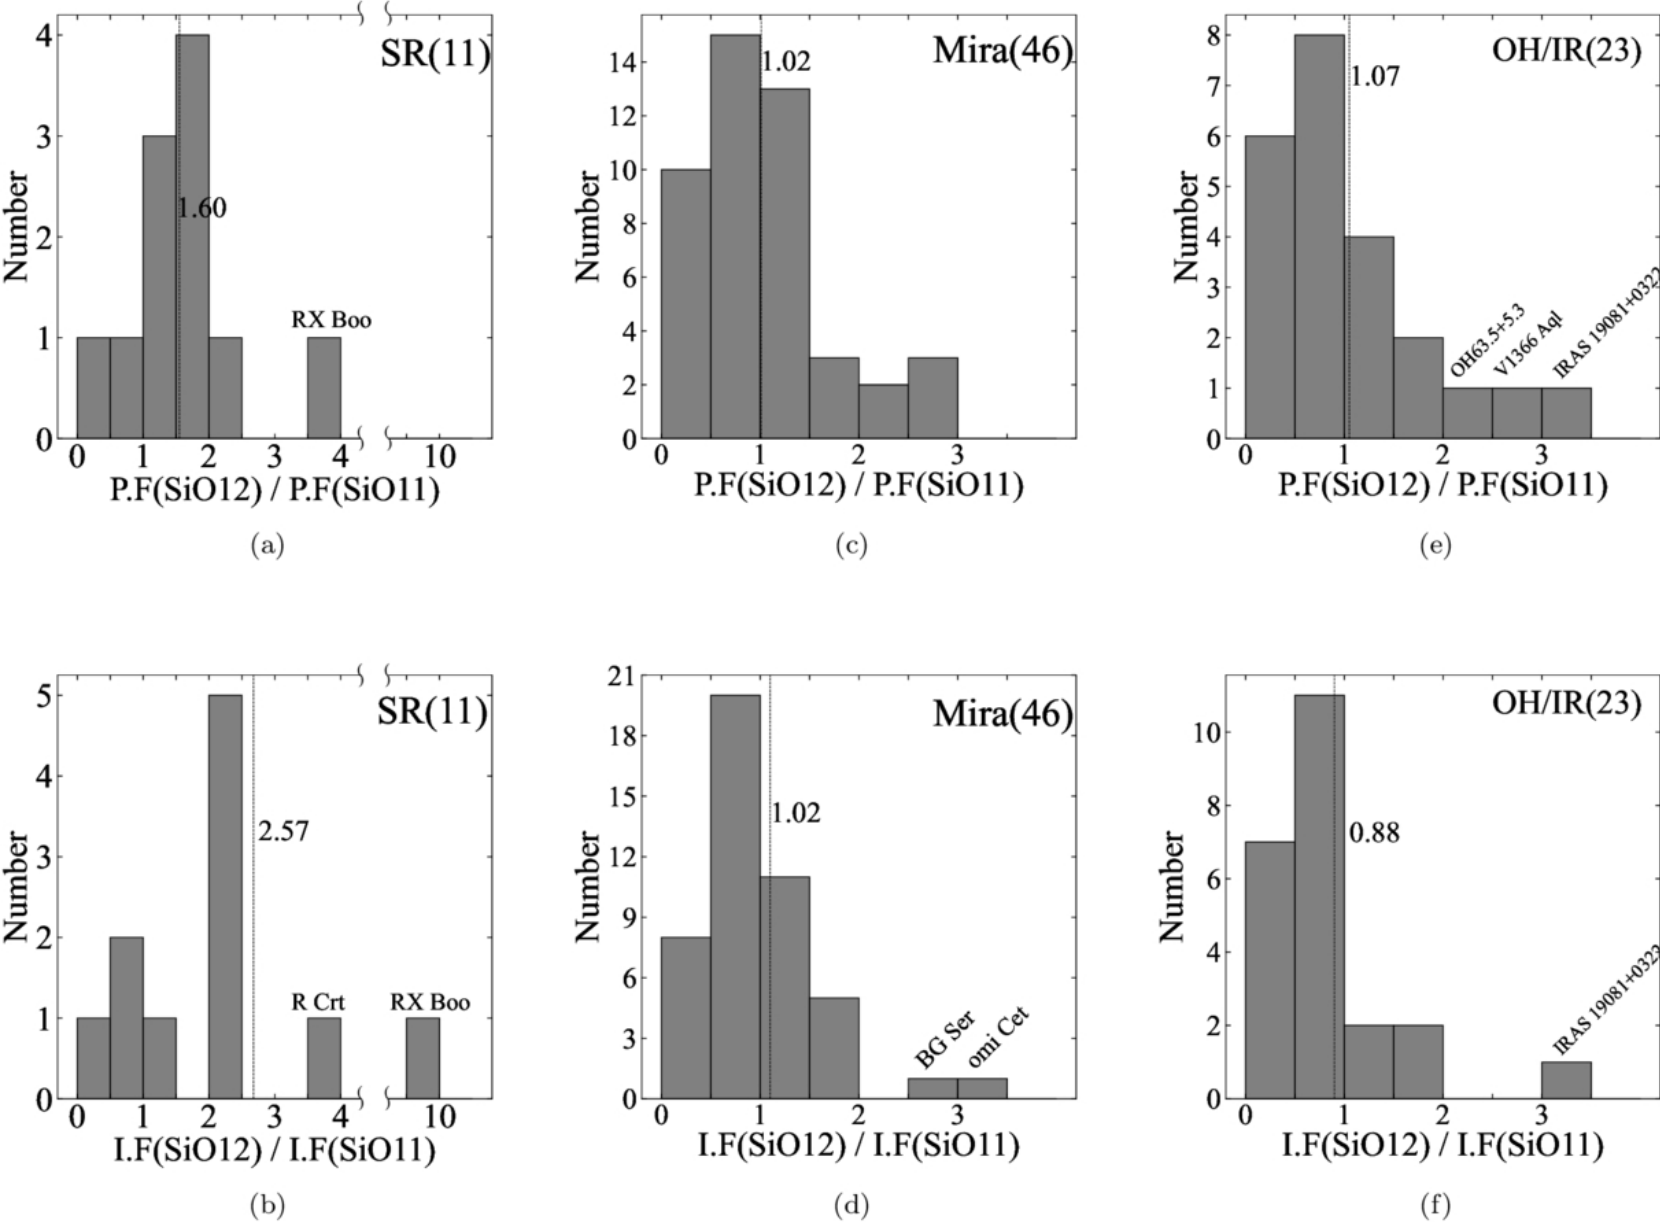 SR(11)
4
3
2
1
0
Number
1.60
RX Boo
0 1 2 3 4 10
P.F(SiO12) / P.F(SiO11)
(a)
Mira(46)
14
12
10
8
6
4
2
0
Number
1.02
0 1 2 3
P.F(SiO12) / P.F(SiO11)
(c)
OH/IR(23)
8
7
6
5
4
3
2
1
0
Number
1.07
OH63.5+5.3
V1366 Aql
IRAS 19081+0322
0 1 2 3
P.F(SiO12) / P.F(SiO11)
(e)
SR(11)
5
4
3
2
1
0
Number
2.57
R Crt
RX Boo
0 1 2 3 4 10
I.F(SiO12) / I.F(SiO11)
(b)
Mira(46)
21
18
15
12
9
6
3
0
Number
1.02
BG Ser
omi Cet
0 1 2 3
I.F(SiO12) / I.F(SiO11)
(d)
OH/IR(23)
10
8
6
4
2
0
Number
0.88
IRAS 19081+0322
0 1 2 3
I.F(SiO12) / I.F(SiO11)
(f)